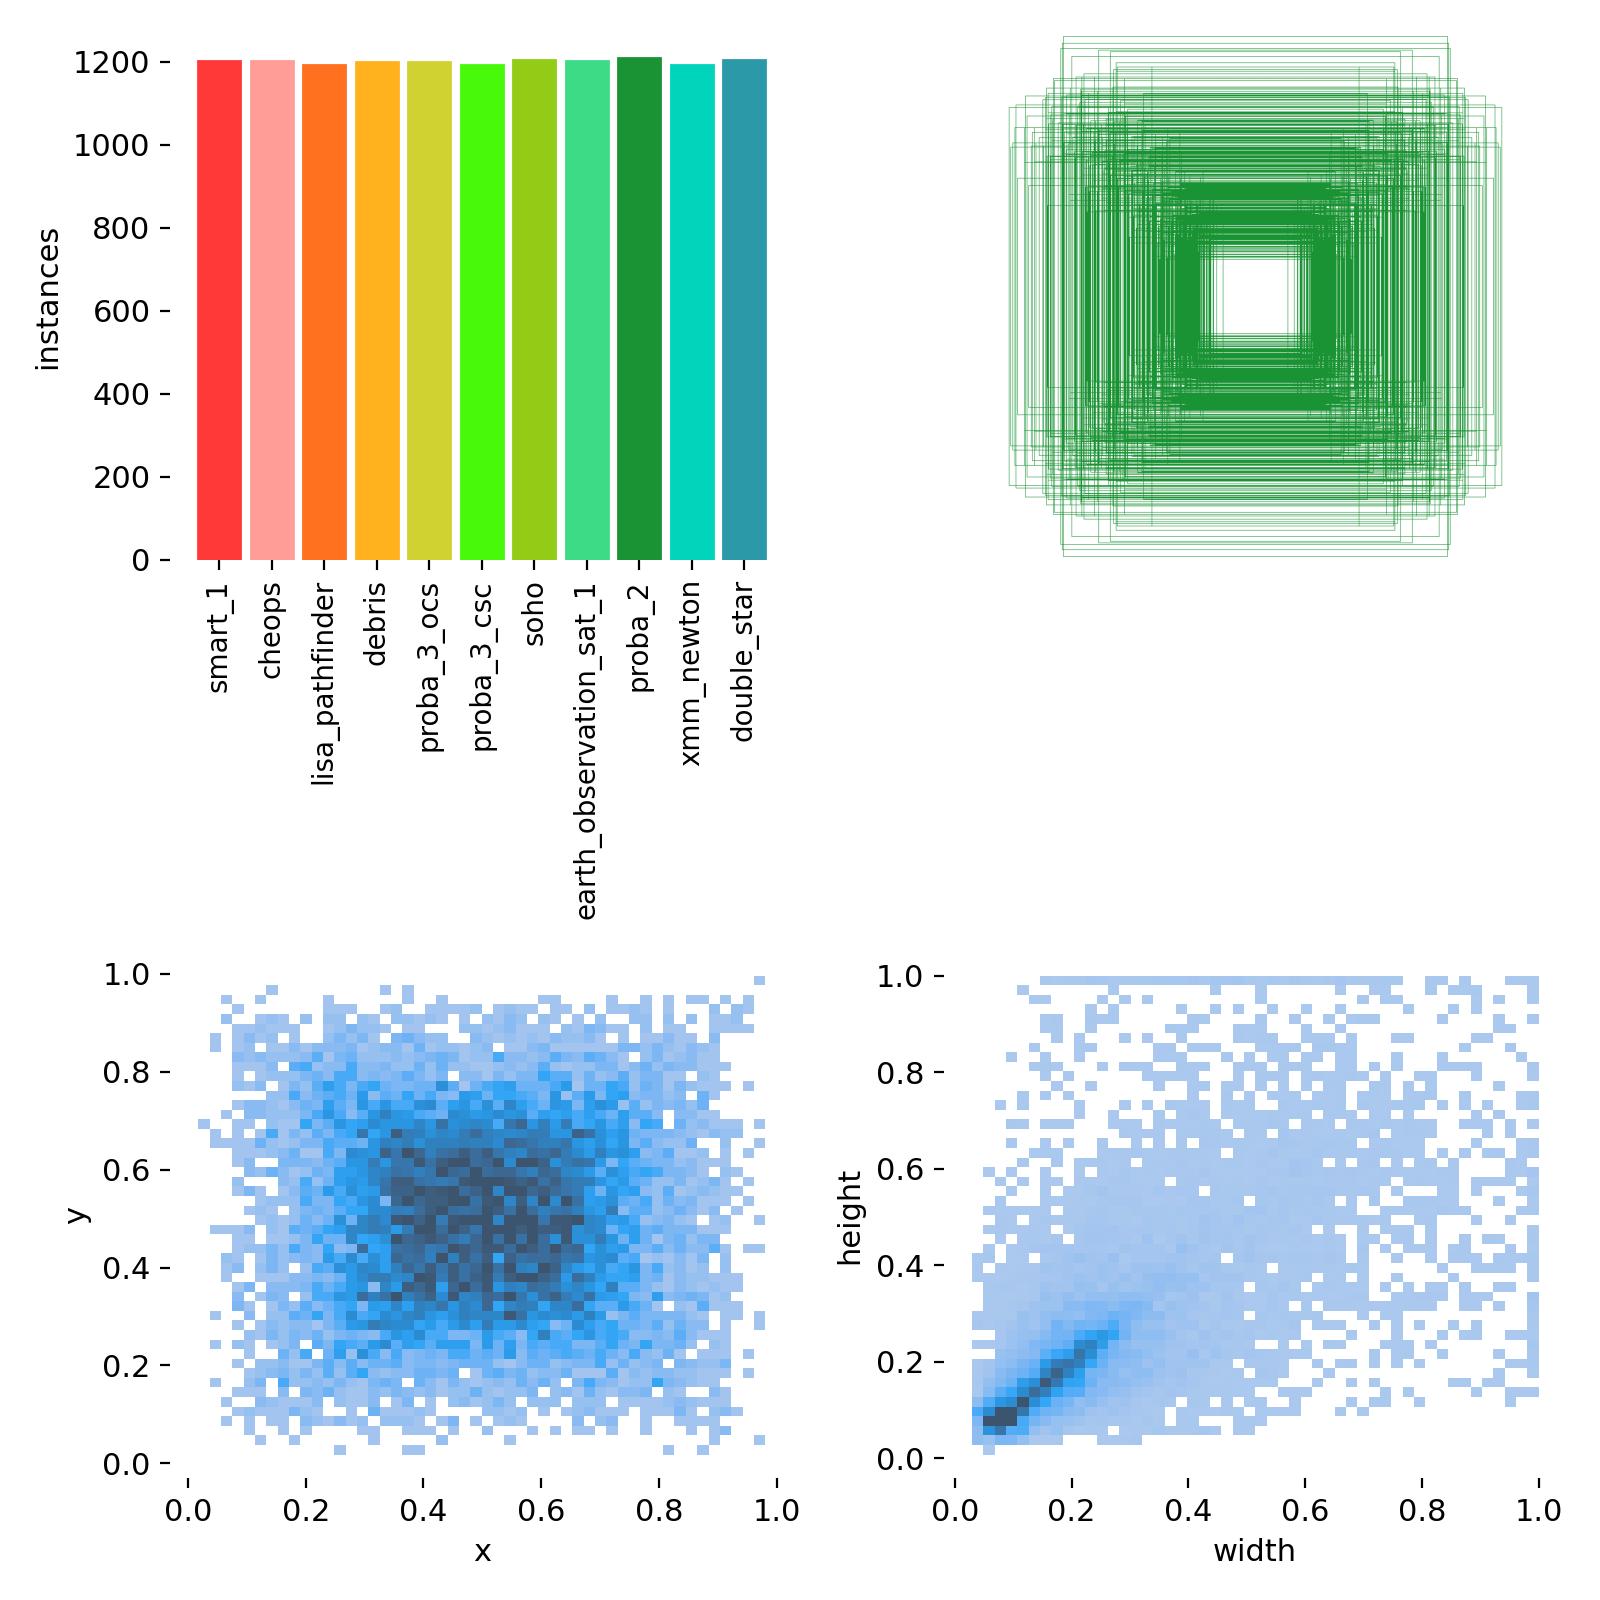 instances
1200
1000
800
600
400
200
0
smart_1
cheops
lisa_pathfinder
debris
proba_3_ocs
proba_3_csc
soho
earth_observation_sat_1
proba_2
xmm_newton
double_star
y
1.0
0.8
0.6
0.4
0.2
0.0
0.0 0.2 0.4 0.6 0.8 1.0
x
height
1.0
0.8
0.6
0.4
0.2
0.0
0.0 0.2 0.4 0.6 0.8 1.0
width